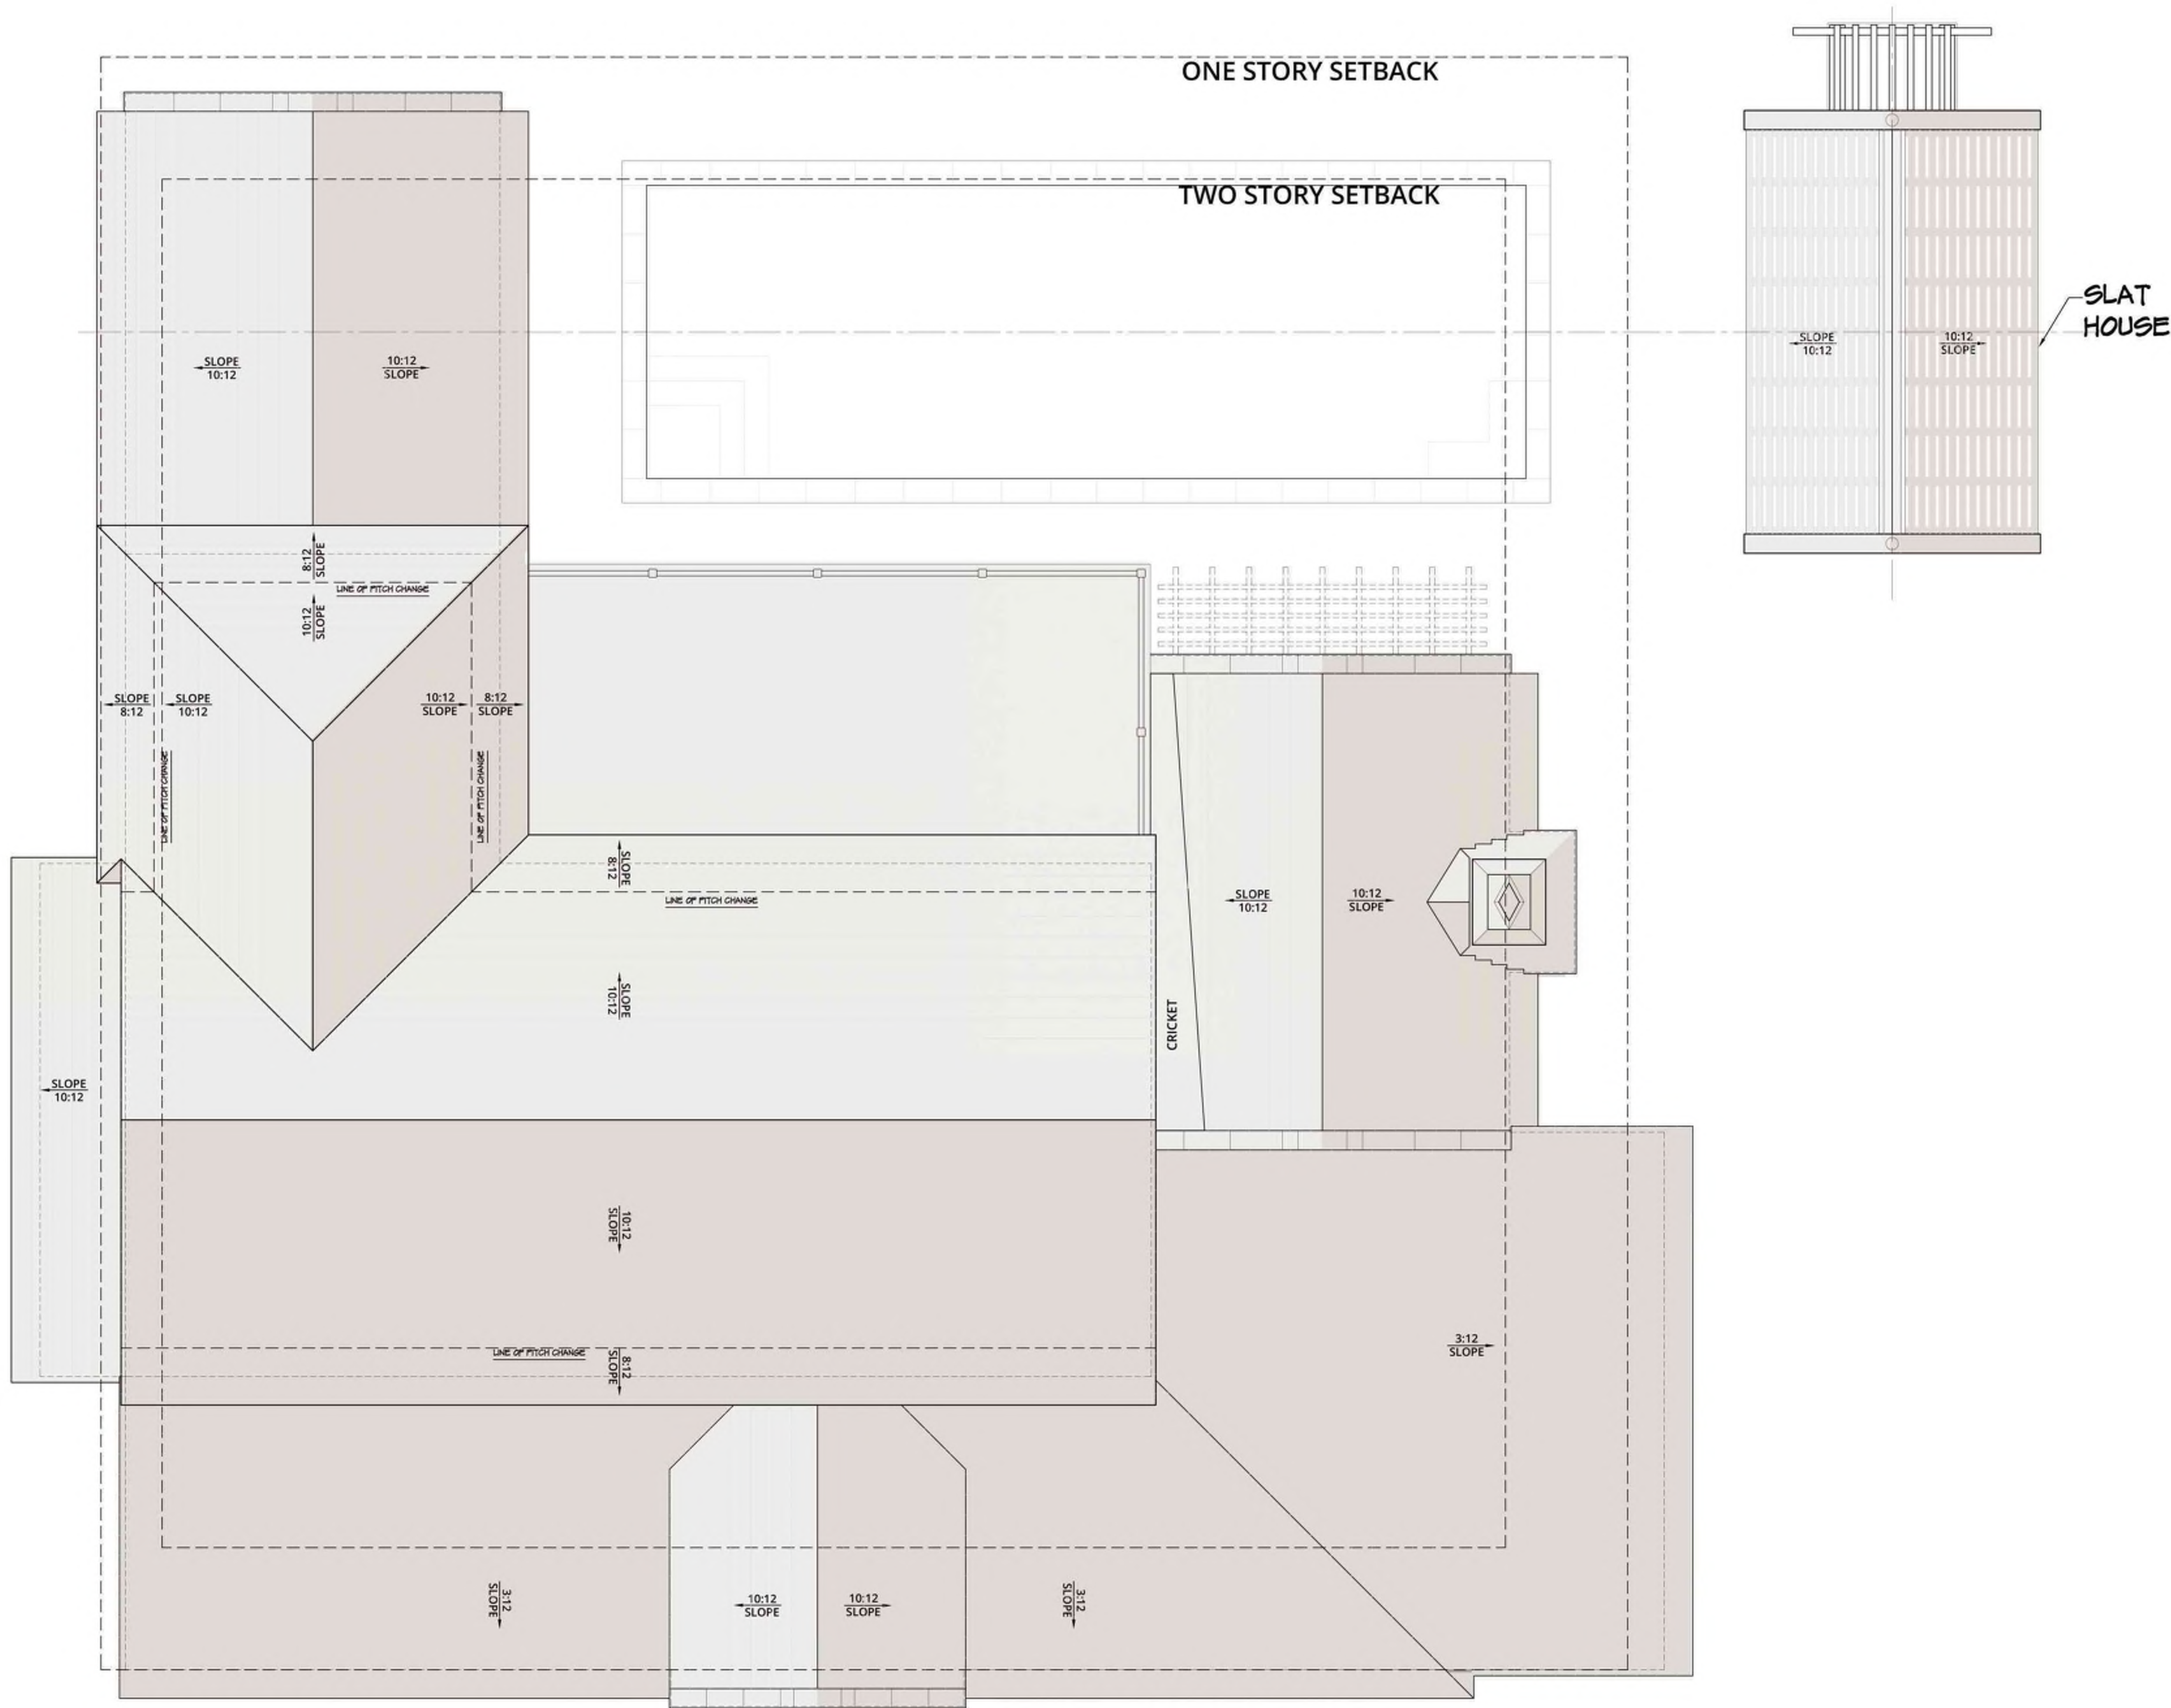 ONE STORY SETBACK
TWO STORY SETBACK
SLAT
HOUSE
SLOPE
10:12
10:12
SLOPE
SLOPE
10:12
10:12
SLOPE
8:12
SLOPE
LINE OF PITCH CHANGE
10:12
SLOPE
SLOPE
8:12
SLOPE
10:12
10:12
SLOPE
8:12
SLOPE
LINE OF PITCH CHANGE
LINE OF PITCH CHANGE
SLOPE
8:12
LINE OF PITCH CHANGE
SLOPE
10:12
10:12
SLOPE
SLOPE
10:12
CRICKET
SLOPE
10:12
10:12
SLOPE
3:12
SLOPE
LINE OF PITCH CHANGE
8:12
SLOPE
3:12
SLOPE
10:12
SLOPE
10:12
SLOPE
3:12
SLOPE